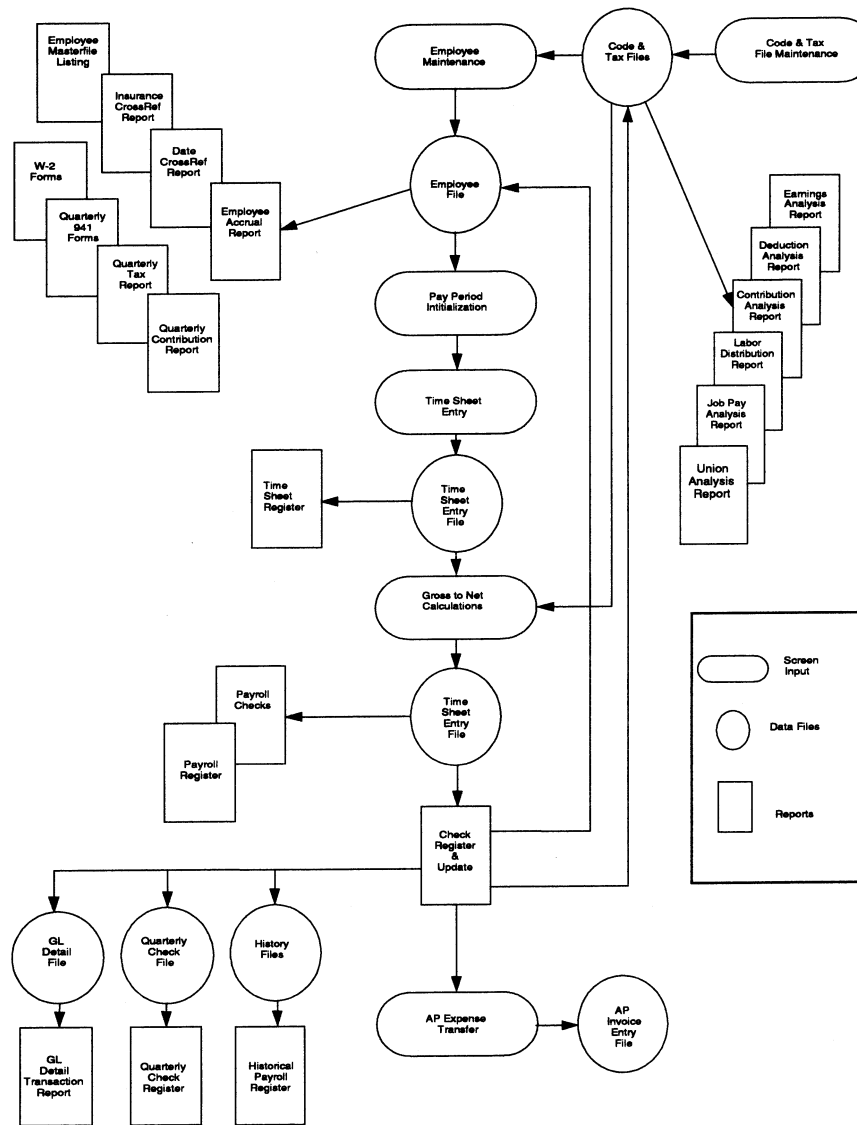 Employee
Masterfile
Listing
Insurance
CrossRef
Report
Date
CrossRef
Report
Employee
Accrual
Report
W-2
Forms
Quarterly
941
Forms
Quarterly
Tax
Report
Quarterly
Contribution
Report
Employee
Maintenance
Code &
Tax Files
Code & Tax
File Maintenance
Employee
File
Pay Period
Intitialization
Time Sheet
Entry
Time
Sheet
Register
Time
Sheet
Entry
File
Earnings
Analysis
Report
Deduction
Analysis
Report
Contribution
Analysis
Report
Labor
Distribution
Report
Job Pay
Analysis
Report
Union
Analysis
Report
Gross to Net
Calculations
Payroll
Checks
Payroll
Register
Time
Sheet
Entry
File
Screen
Input
Data Files
Reports
Check
Register
&
Update
GL
Detail
File
Quarterly
Check
File
History
Files
GL
Detail
Transaction
Report
Quarterly
Check
Register
Historical
Payroll
Register
AP Expense
Transfer
AP
Invoice
Entry
File